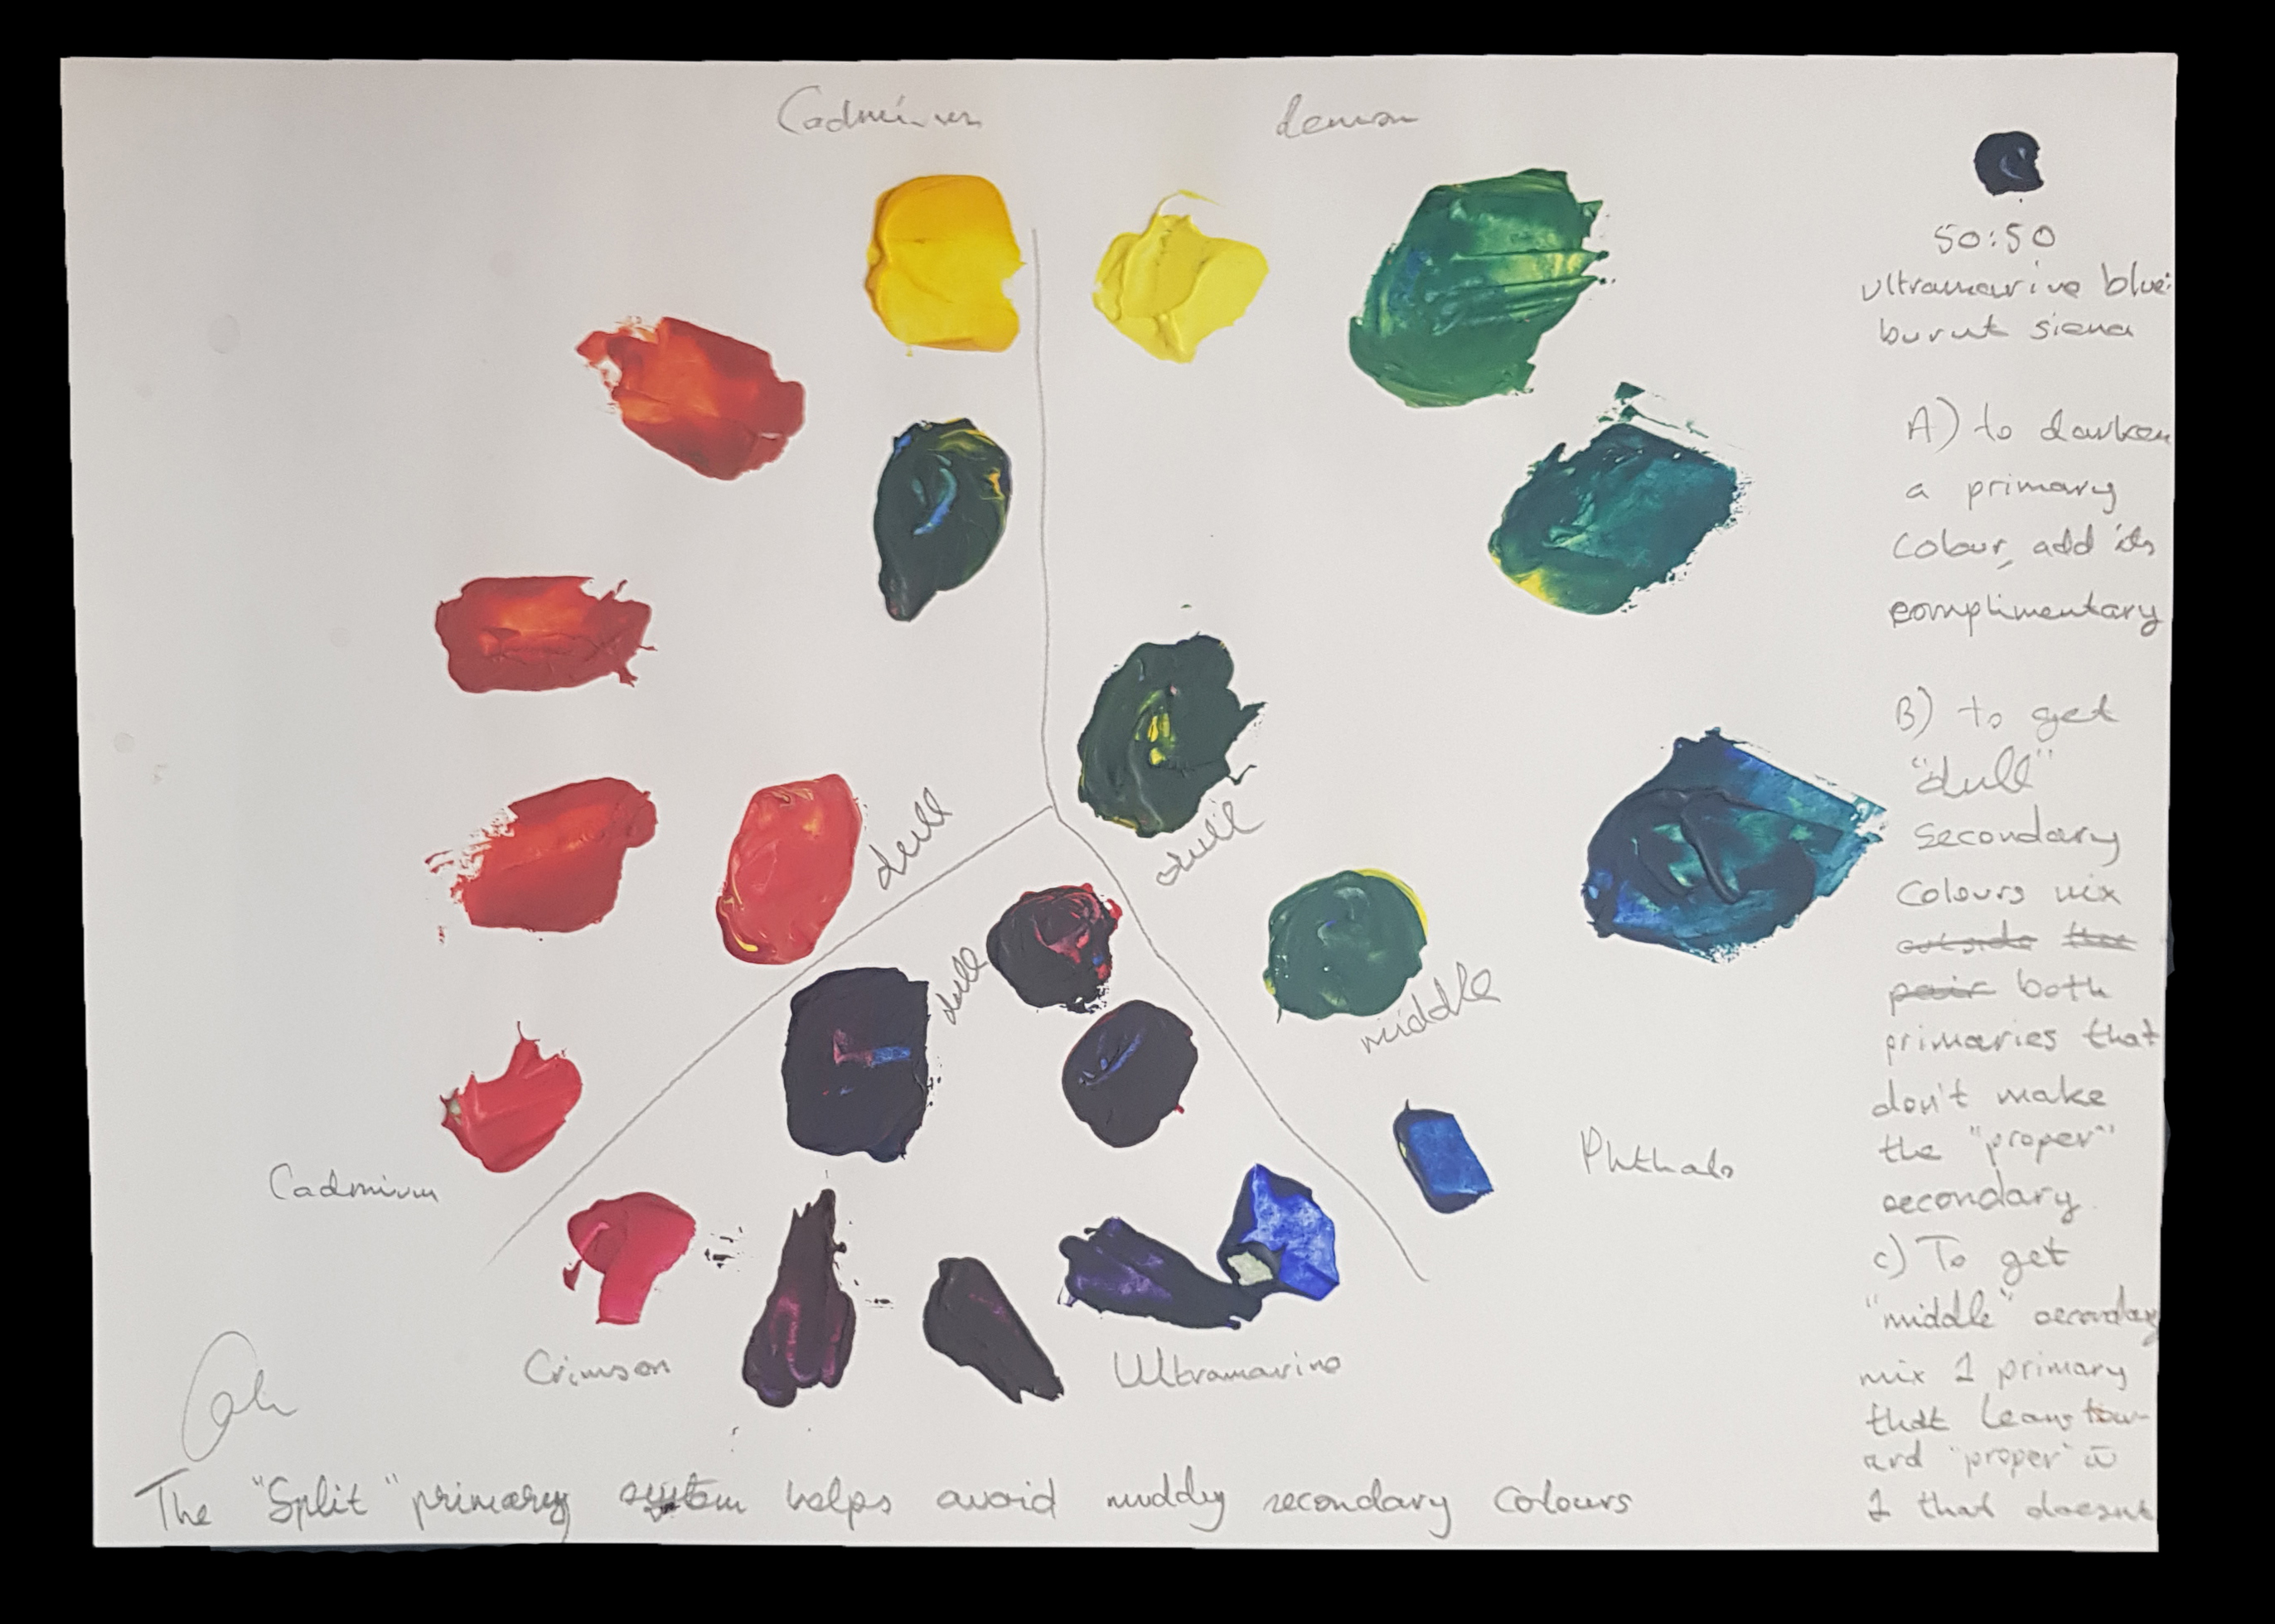 Cadmium
Lemon
50:50
ultramarine blue:
burnt siena
A) to darken
a primary
colour, add its
complimentary
B) to get
"dull"
secondary
colours mix
outside the
pair both
primaries that
don't make
the "proper"
secondary.
C) To get
"middle" secondary
mix 1 primary
that leans tow-
ard "proper" &
1 that doesnt
dull
dull
dull
middle
Cadmium
Phthalo
Crimson
Ultramarine
The "Split" primary system helps avoid muddy secondary colours